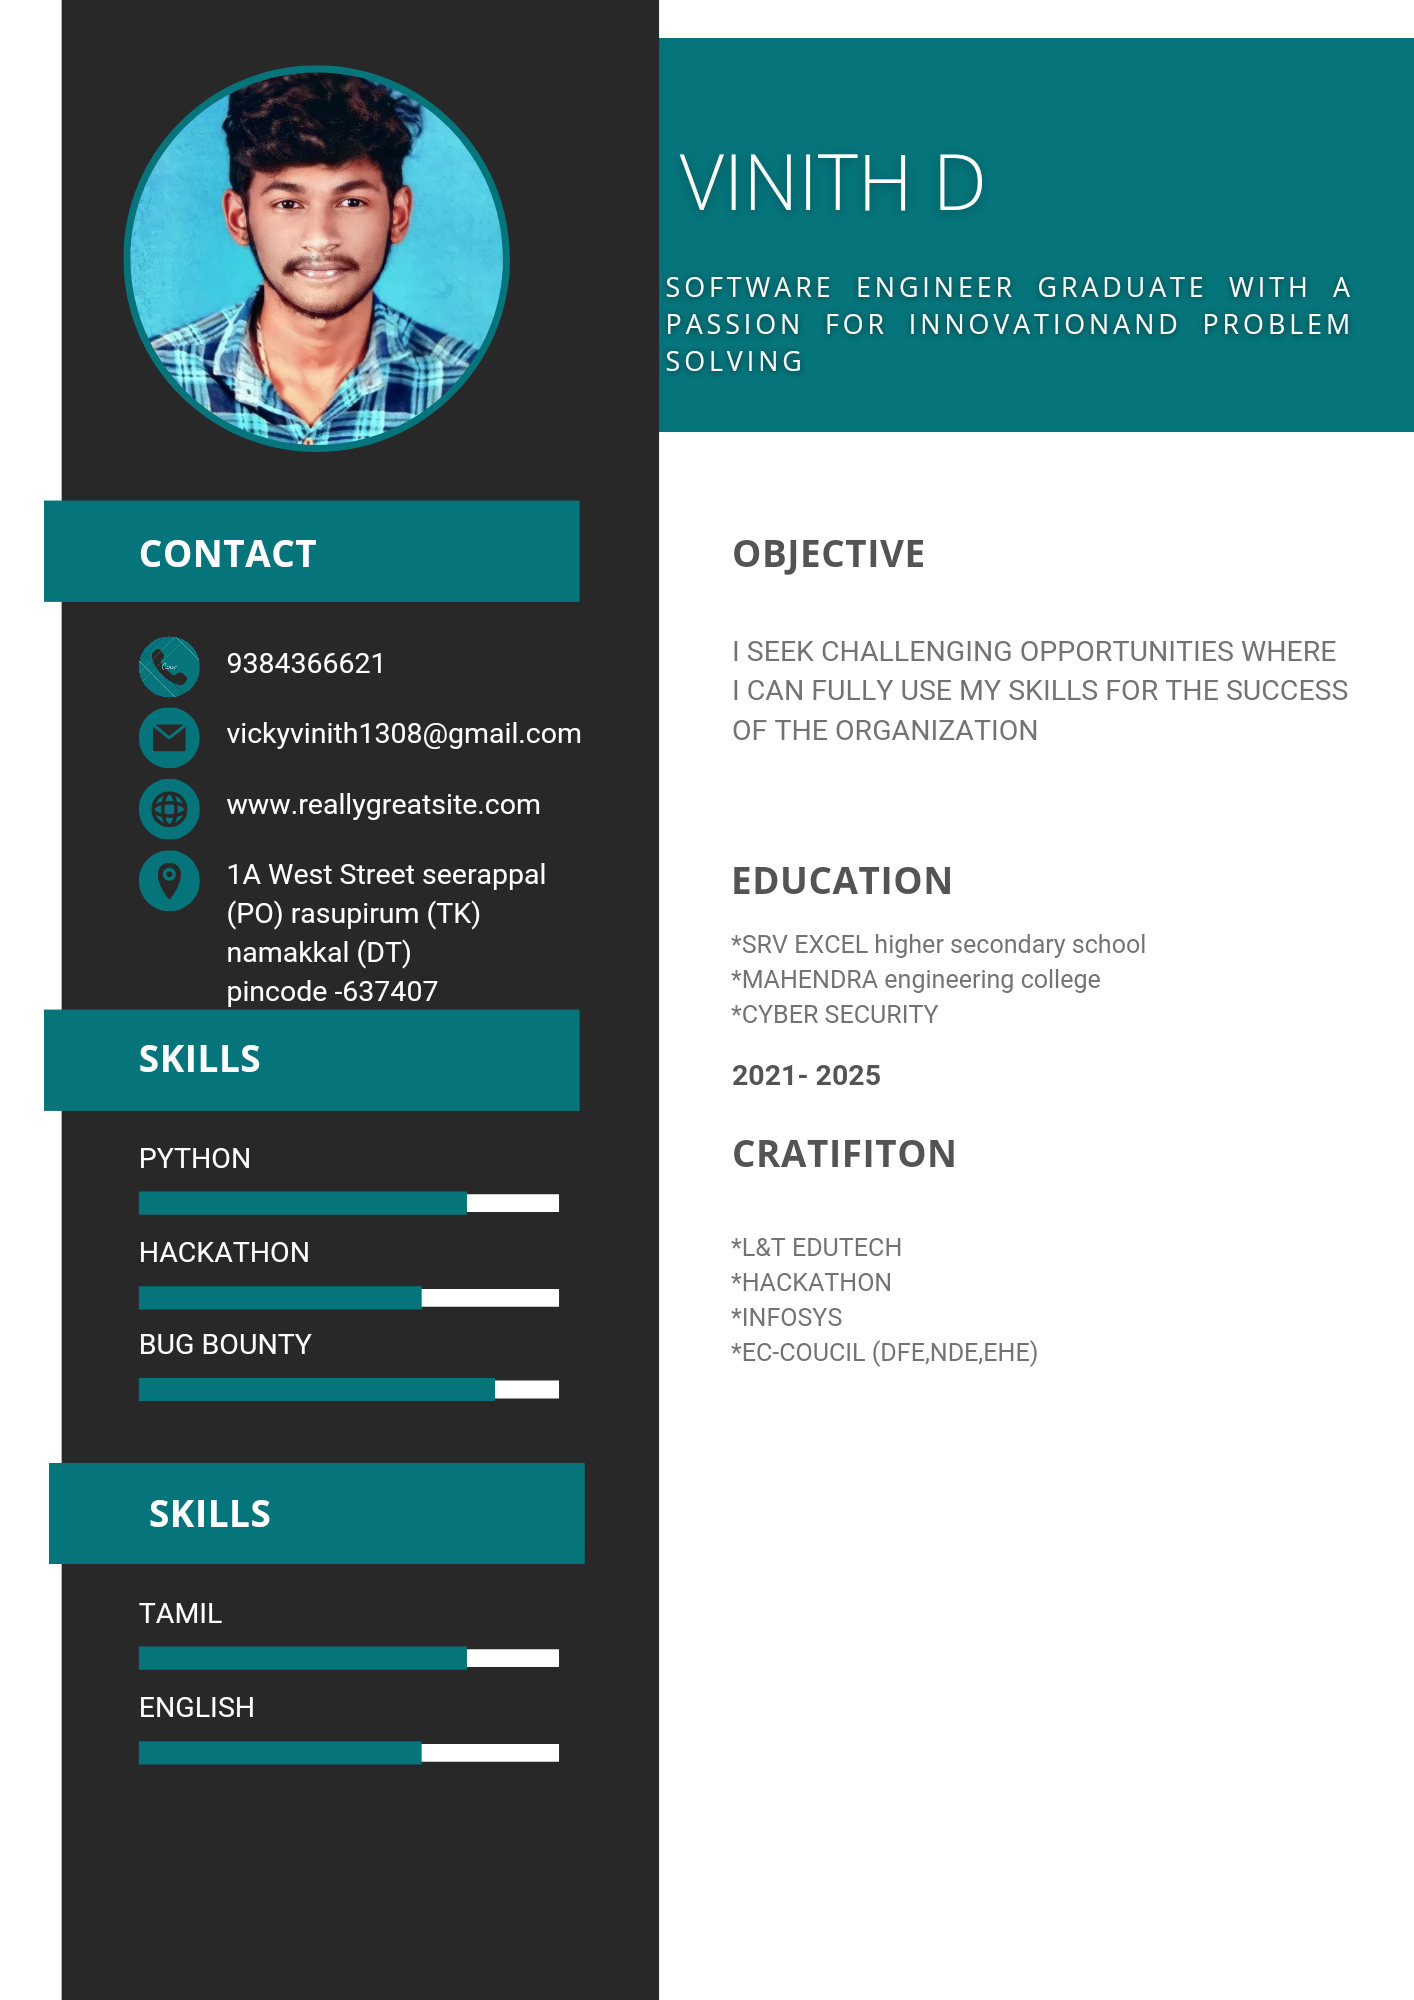 VINITH D
SOFTWARE ENGINEER GRADUATE WITH A
PASSION FOR INNOVATIONAND PROBLEM
SOLVING
CONTACT
9384366621
vickyvinith1308@gmail.com
www.reallygreatsite.com
1A West Street seerappal
(PO) rasupirum (TK)
namakkal (DT)
pincode -637407
SKILLS
PYTHON
HACKATHON
BUG BOUNTY
SKILLS
TAMIL
ENGLISH
OBJECTIVE
I SEEK CHALLENGING OPPORTUNITIES WHERE
I CAN FULLY USE MY SKILLS FOR THE SUCCESS
OF THE ORGANIZATION
EDUCATION
*SRV EXCEL higher secondary school
*MAHENDRA engineering college
*CYBER SECURITY
2021- 2025
CRATIFITON
*L&T EDUTECH
*HACKATHON
*INFOSYS
*EC-COUCIL (DFE,NDE,EHE)